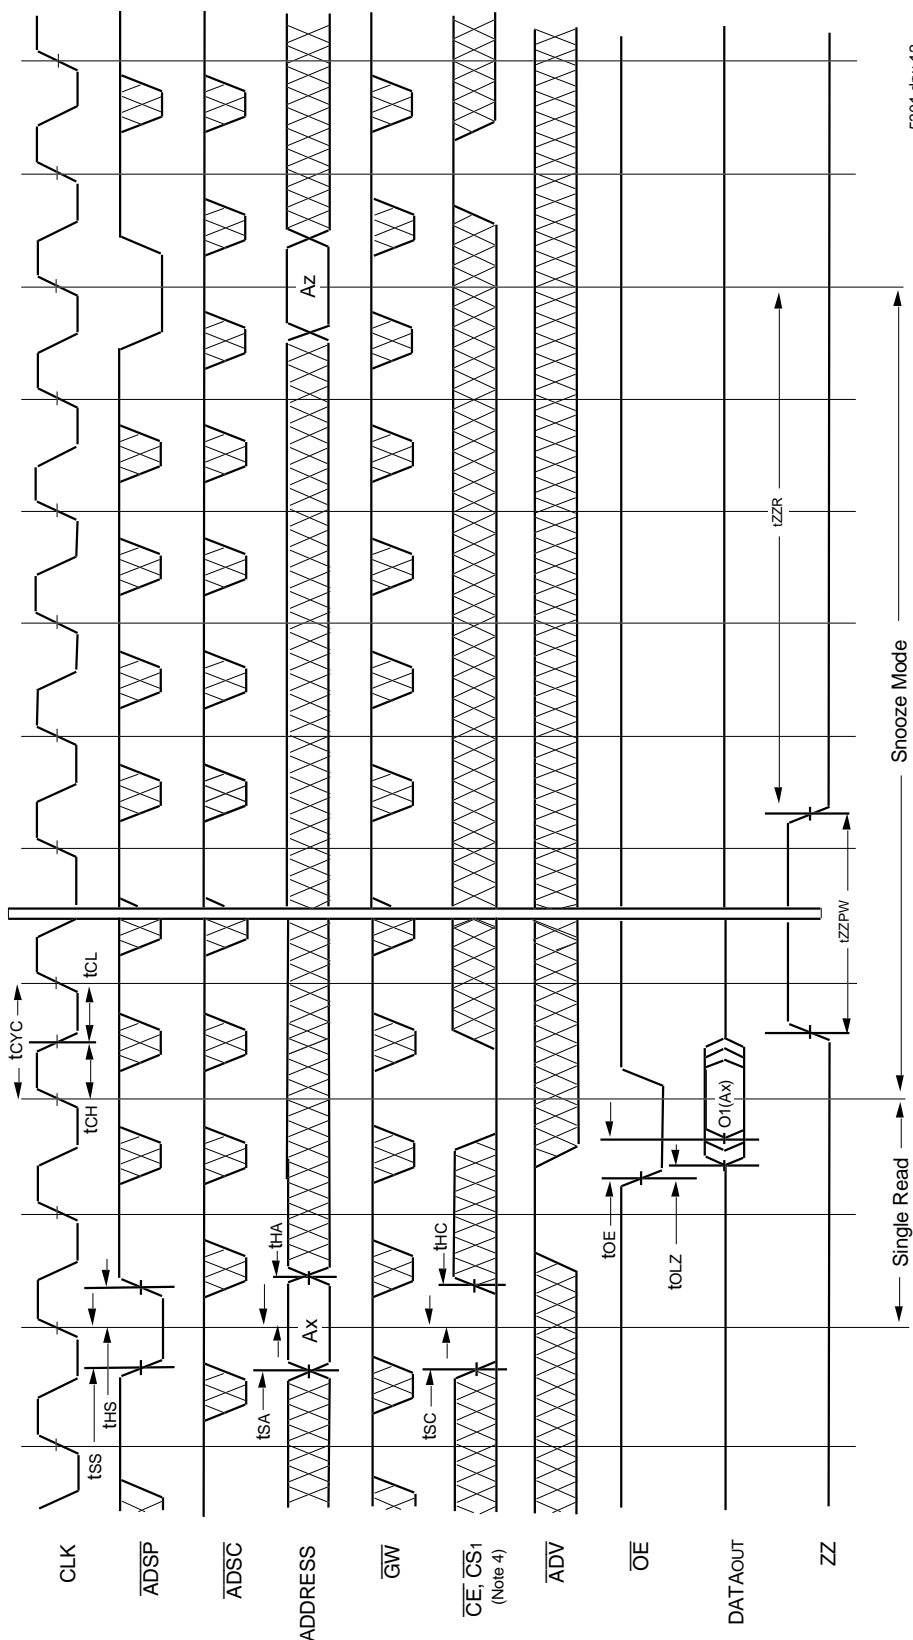 CLK
tCYC
tCH
tCL
ADSP
tSS
tHS
ADSC
ADDRESS
tSA
tHA
Ax
Az
GW
CE, CS1
(Note 4)
tSC
tHC
ADV
OE
tOE
tOLZ
DATAOUT
O1(Ax)
ZZ
tZZPW
tZZR
Single Read
Snooze Mode